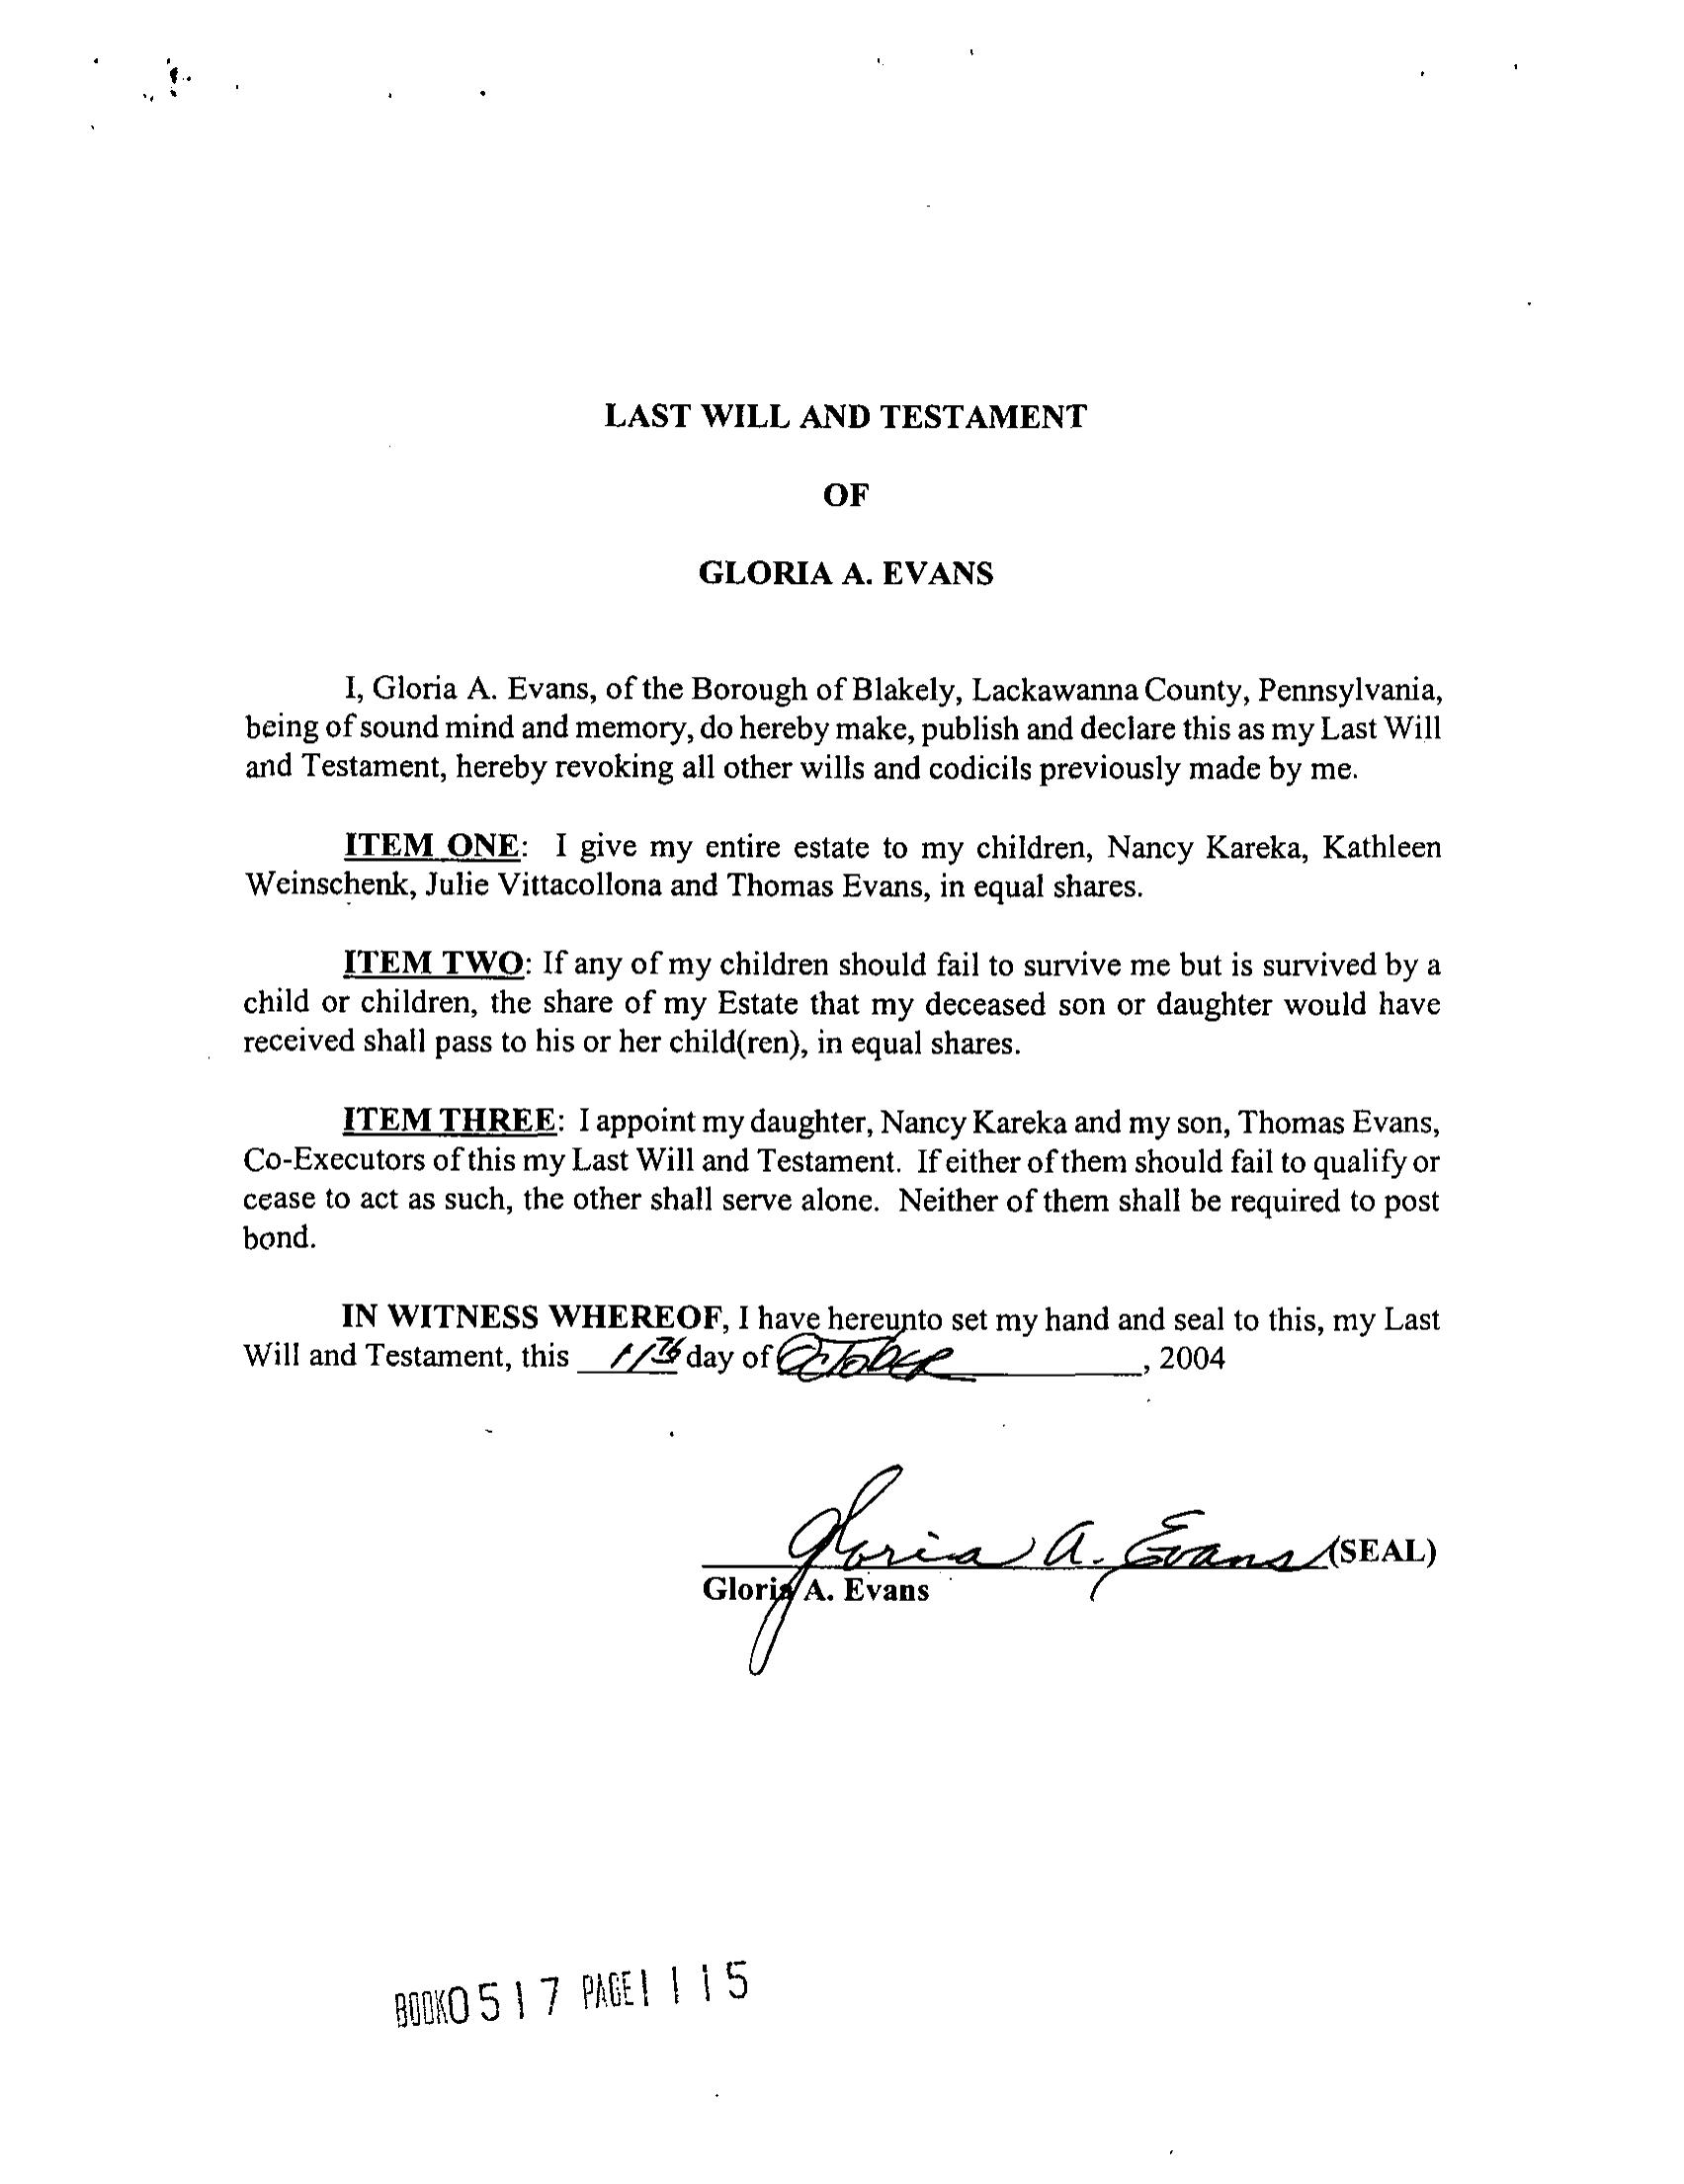 LAST WILL AND TESTAMENT
OF
GLORIA A. EVANS
I, Gloria A. Evans, of the Borough of Blakely, Lackawanna County, Pennsylvania,
being of sound mind and memory, do hereby make, publish and declare this as my Last Will
and Testament, hereby revoking all other wills and codicils previously made by me.
ITEM ONE: I give my entire estate to my children, Nancy Kareka, Kathleen
Weinschenk, Julie Vittacollona and Thomas Evans, in equal shares.
ITEM TWO: If any of my children should fail to survive me but is survived by a
child or children, the share of my Estate that my deceased son or daughter would have
received shall pass to his or her child(ren), in equal shares.
ITEM THREE: I appoint my daughter, Nancy Kareka and my son, Thomas Evans,
Co-Executors of this my Last Will and Testament. If either of them should fail to qualify or
cease to act as such, the other shall serve alone. Neither of them shall be required to post
bond.
IN WITNESS WHEREOF, I have hereunto set my hand and seal to this, my Last
Will and Testament, this 11th day of October, 2004
Gloria A. Evans (SEAL)
Gloria A. Evans
BOOK0517 PAGE1115